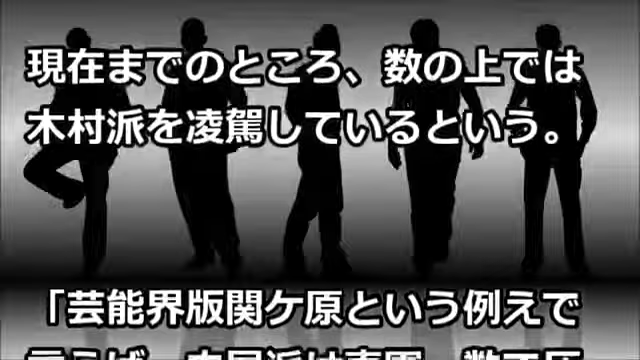 現在までのところ、数の上では
木村派を凌駕しているという。
「芸能界版関ケ原という例えで